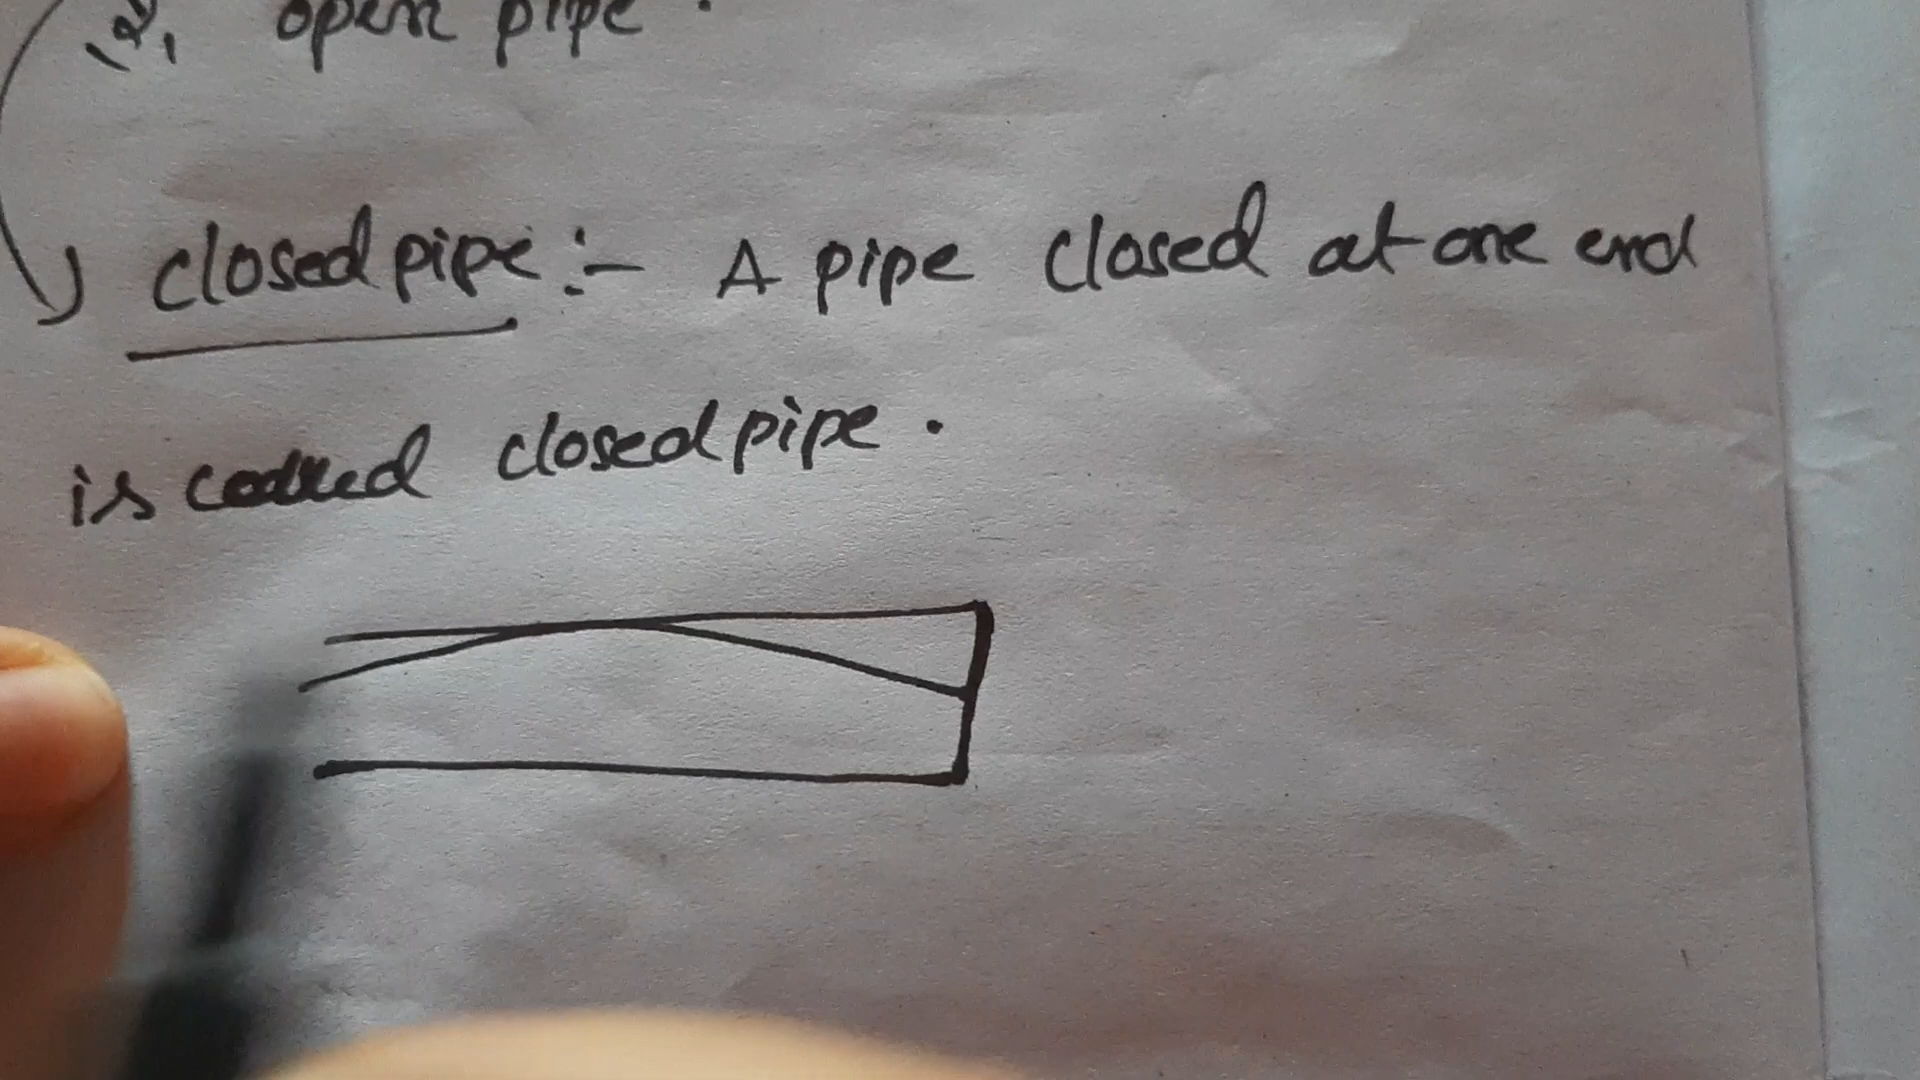 open pipe.
closed pipe :- A pipe closed at one end
is called closed pipe.